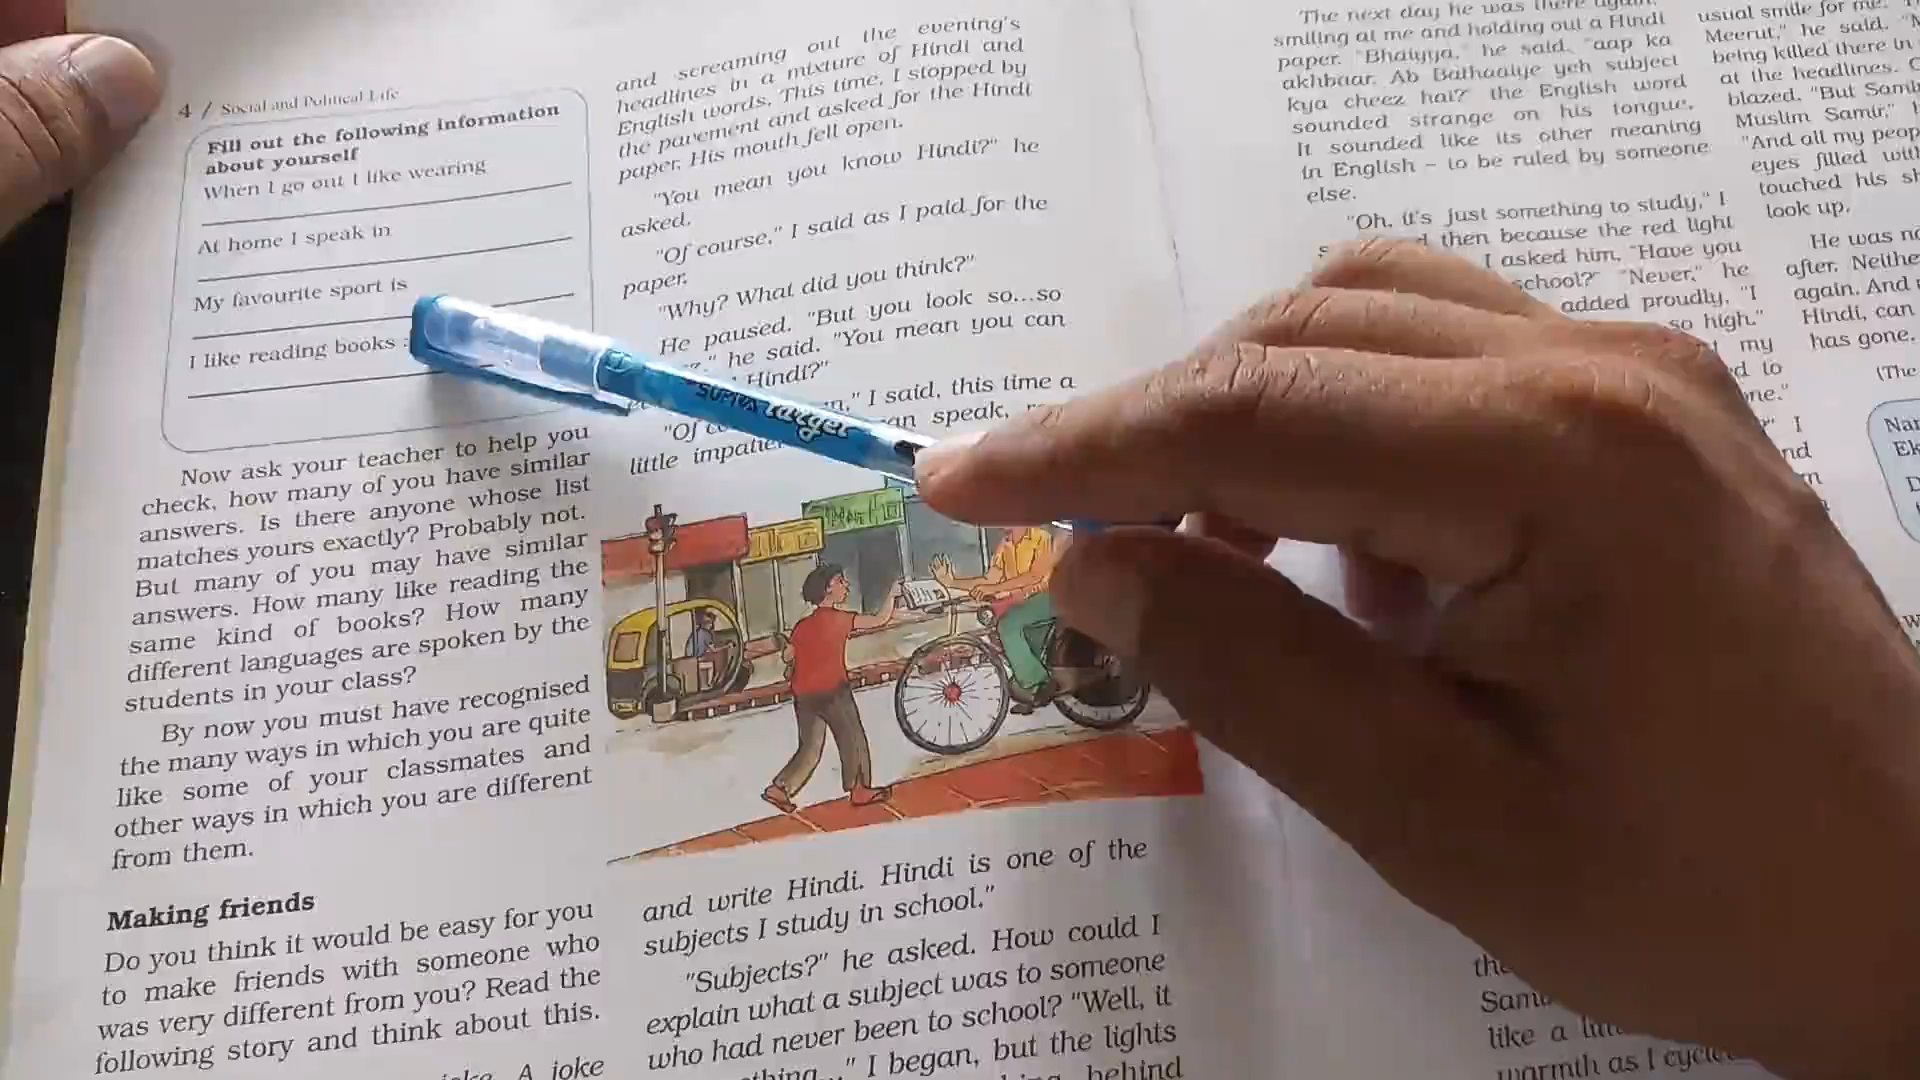 4 / Social and Political Life
Fill out the following information
about yourself
When I go out I like wearing
At home I speak in
My favourite sport is
I like reading books
Now ask your teacher to help you
check, how many of you have similar
answers. Is there anyone whose list
matches yours exactly? Probably not.
But many of you may have similar
answers. How many like reading the
same kind of books? How many
different languages are spoken by the
students in your class?
By now you must have recognised
the many ways in which you are quite
like some of your classmates and
other ways in which you are different
from them.
Making friends
Do you think it would be easy for you
to make friends with someone who
was very different from you? Read the
following story and think about this.
A joke
and screaming out the evening's
headlines in a mixture of Hindi and
English words. This time, I stopped by
the pavement and asked for the Hindi
paper. His mouth fell open.
"You mean you know Hindi?" he
asked.
"Of course," I said as I paid for the
paper.
"Why? What did you think?"
He paused. "But you look so...so
he said. "You mean you can
Hindi?"
I said, this time a
speak,
"Of
little
target
and write Hindi. Hindi is one of the
subjects I study in school."
"Subjects?" he asked. How could I
explain what a subject was to someone
who had never been to school? "Well, it
I began, but the lights
behind
The next day he was there again,
smiling at me and holding out a Hindi
paper. "Bhaiyya," he said, "aap ka
akhbaar. Ab Bathaaiye yeh subject
kya cheez hai?" the English word
sounded strange on his tongue.
It sounded like its other meaning
in English – to be ruled by someone
else.
"Oh, it's just something to study," I
then because the red light
I asked him, "Have you
school?" "Never," he
added proudly, "I
so high."
my
to
I
usual smile for me.
Meerut," he said.
being killed there in
at the headlines.
blazed. "But
Muslim Samir,"
"And all my
eyes filled
touched his
look up.
He was
after.
again. And
Hindi, can
has gone.
(The
like a
warmth as I